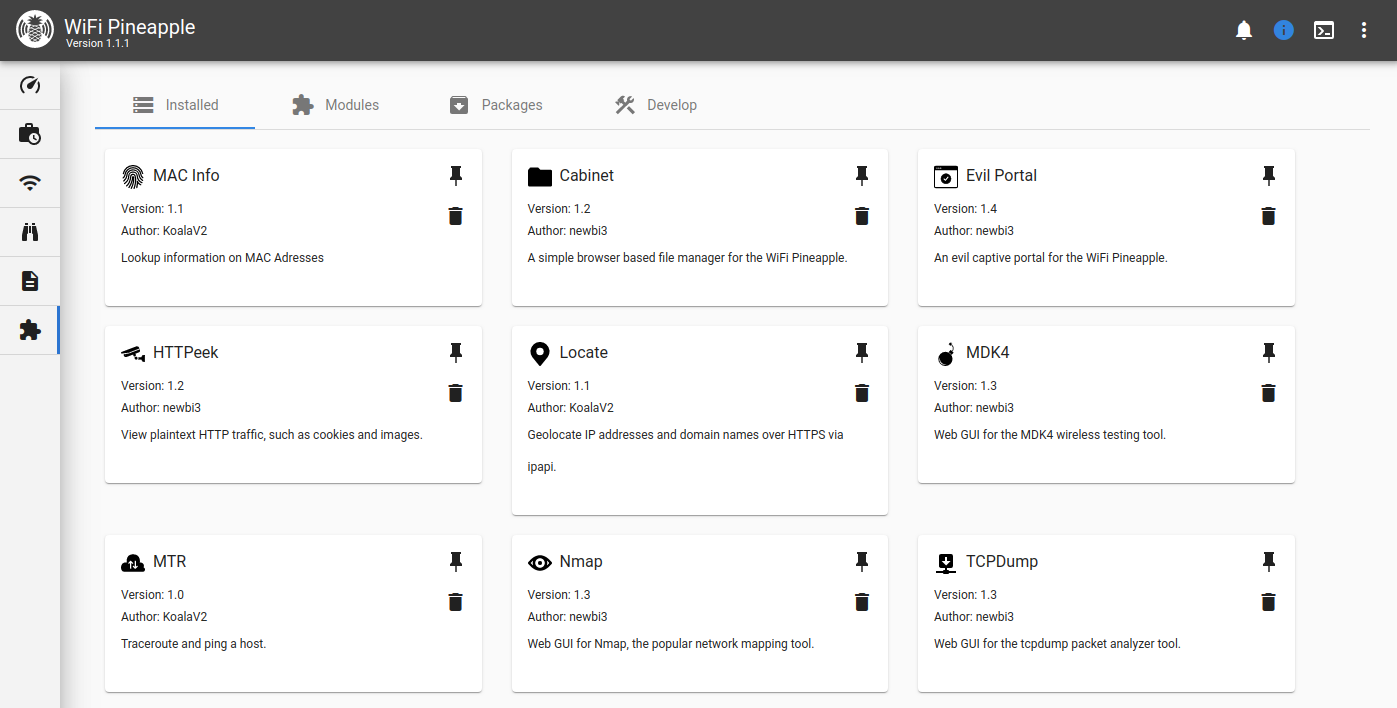 WiFi Pineapple
Version 1.1.1
Installed
Modules
Packages
Develop
MAC Info
Version: 1.1
Author: KoalaV2
Lookup information on MAC Adresses
Cabinet
Version: 1.2
Author: newbi3
A simple browser based file manager for the WiFi Pineapple.
Evil Portal
Version: 1.4
Author: newbi3
An evil captive portal for the WiFi Pineapple.
HTTPeek
Version: 1.2
Author: newbi3
View plaintext HTTP traffic, such as cookies and images.
Locate
Version: 1.1
Author: KoalaV2
Geolocate IP addresses and domain names over HTTPS via
ipapi.
MDK4
Version: 1.3
Author: newbi3
Web GUI for the MDK4 wireless testing tool.
MTR
Version: 1.0
Author: KoalaV2
Traceroute and ping a host.
Nmap
Version: 1.3
Author: newbi3
Web GUI for Nmap, the popular network mapping tool.
TCPDump
Version: 1.3
Author: newbi3
Web GUI for the tcpdump packet analyzer tool.